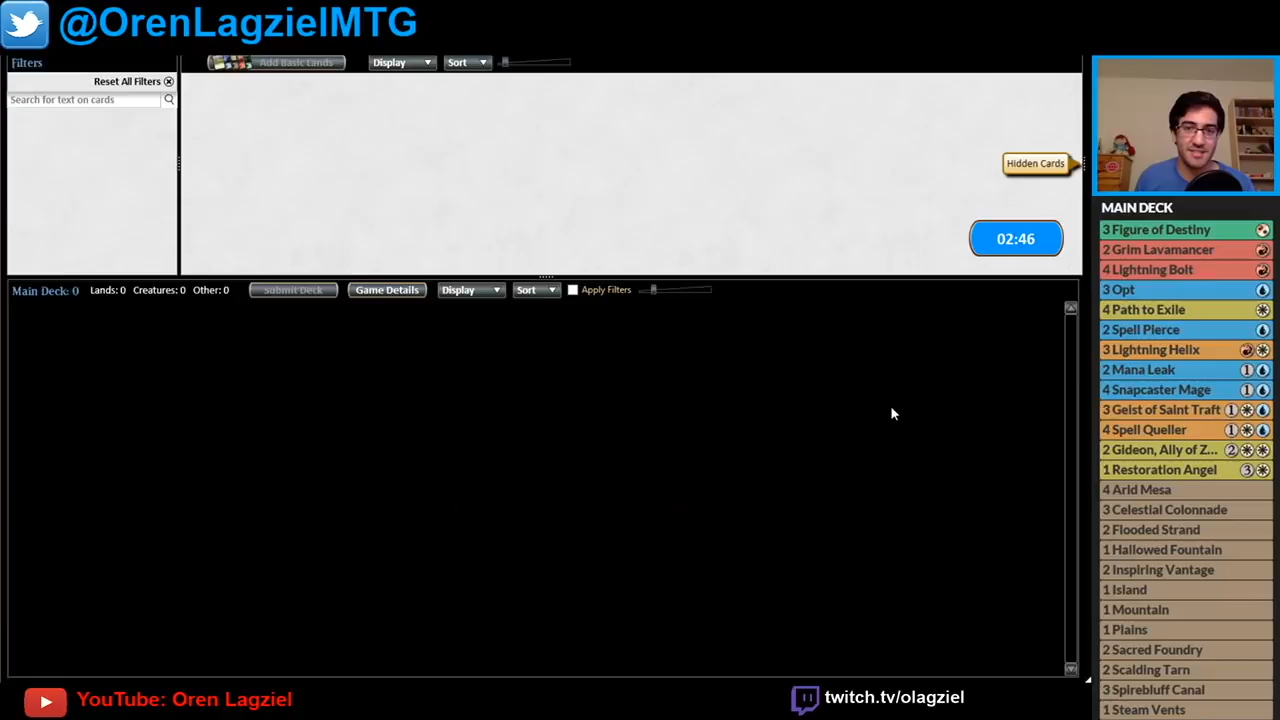 @OrenLagzielMTG
Filters
Add Basic Lands
Display
Sort
Reset All Filters
Search for text on cards
Hidden Cards
02:46
Main Deck: 0
Lands: 0 Creatures: 0 Other: 0
Submit Deck
Game Details
Display
Sort
Apply Filters
MAIN DECK
3 Figure of Destiny
2 Grim Lavamancer
4 Lightning Bolt
3 Opt
4 Path to Exile
2 Spell Pierce
3 Lightning Helix
2 Mana Leak 1
4 Snapcaster Mage 1
3 Geist of Saint Traft 1
4 Spell Queller 1
2 Gideon, Ally of Z... 2
1 Restoration Angel 3
4 Arid Mesa
3 Celestial Colonnade
2 Flooded Strand
1 Hallowed Fountain
2 Inspiring Vantage
1 Island
1 Mountain
1 Plains
2 Sacred Foundry
2 Scalding Tarn
3 Spirebluff Canal
1 Steam Vents
YouTube: Oren Lagziel
twitch.tv/olagziel